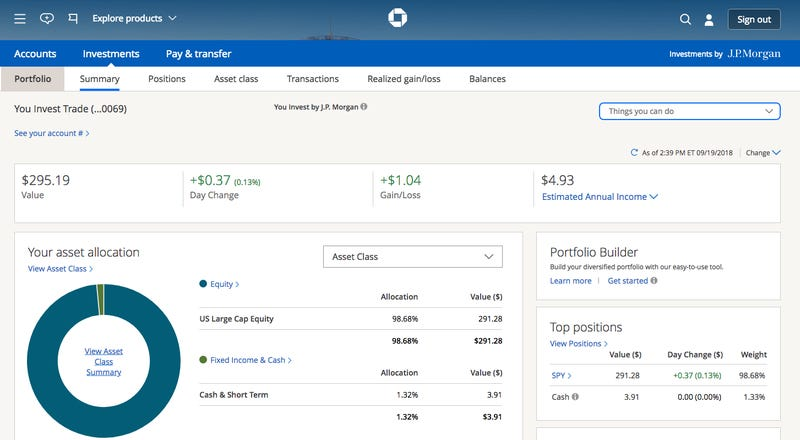 Explore products
Sign out
Accounts Investments Pay & transfer
Investments by J.P.Morgan
Portfolio Summary Positions Asset class Transactions Realized gain/loss Balances
You Invest Trade (...0069)
You Invest by J.P. Morgan
Things you can do
See your account #
As of 2:39 PM ET 09/19/2018 Change
$295.19 +$0.37 (0.13%) +$1.04 $4.93
Value Day Change Gain/Loss Estimated Annual Income
Your asset allocation
Asset Class
View Asset Class
View Asset
Class
Summary
Equity
Allocation Value ($)
US Large Cap Equity 98.68% 291.28
98.68% $291.28
Fixed Income & Cash
Allocation Value ($)
Cash & Short Term 1.32% 3.91
1.32% $3.91
Portfolio Builder
Build your diversified portfolio with our easy-to-use tool.
Learn more Get started
Top positions
View Positions
Value ($) Day Change ($) Weight
SPY 291.28 +0.37 (0.13%) 98.68%
Cash 3.91 0.00 (0.00%) 1.33%